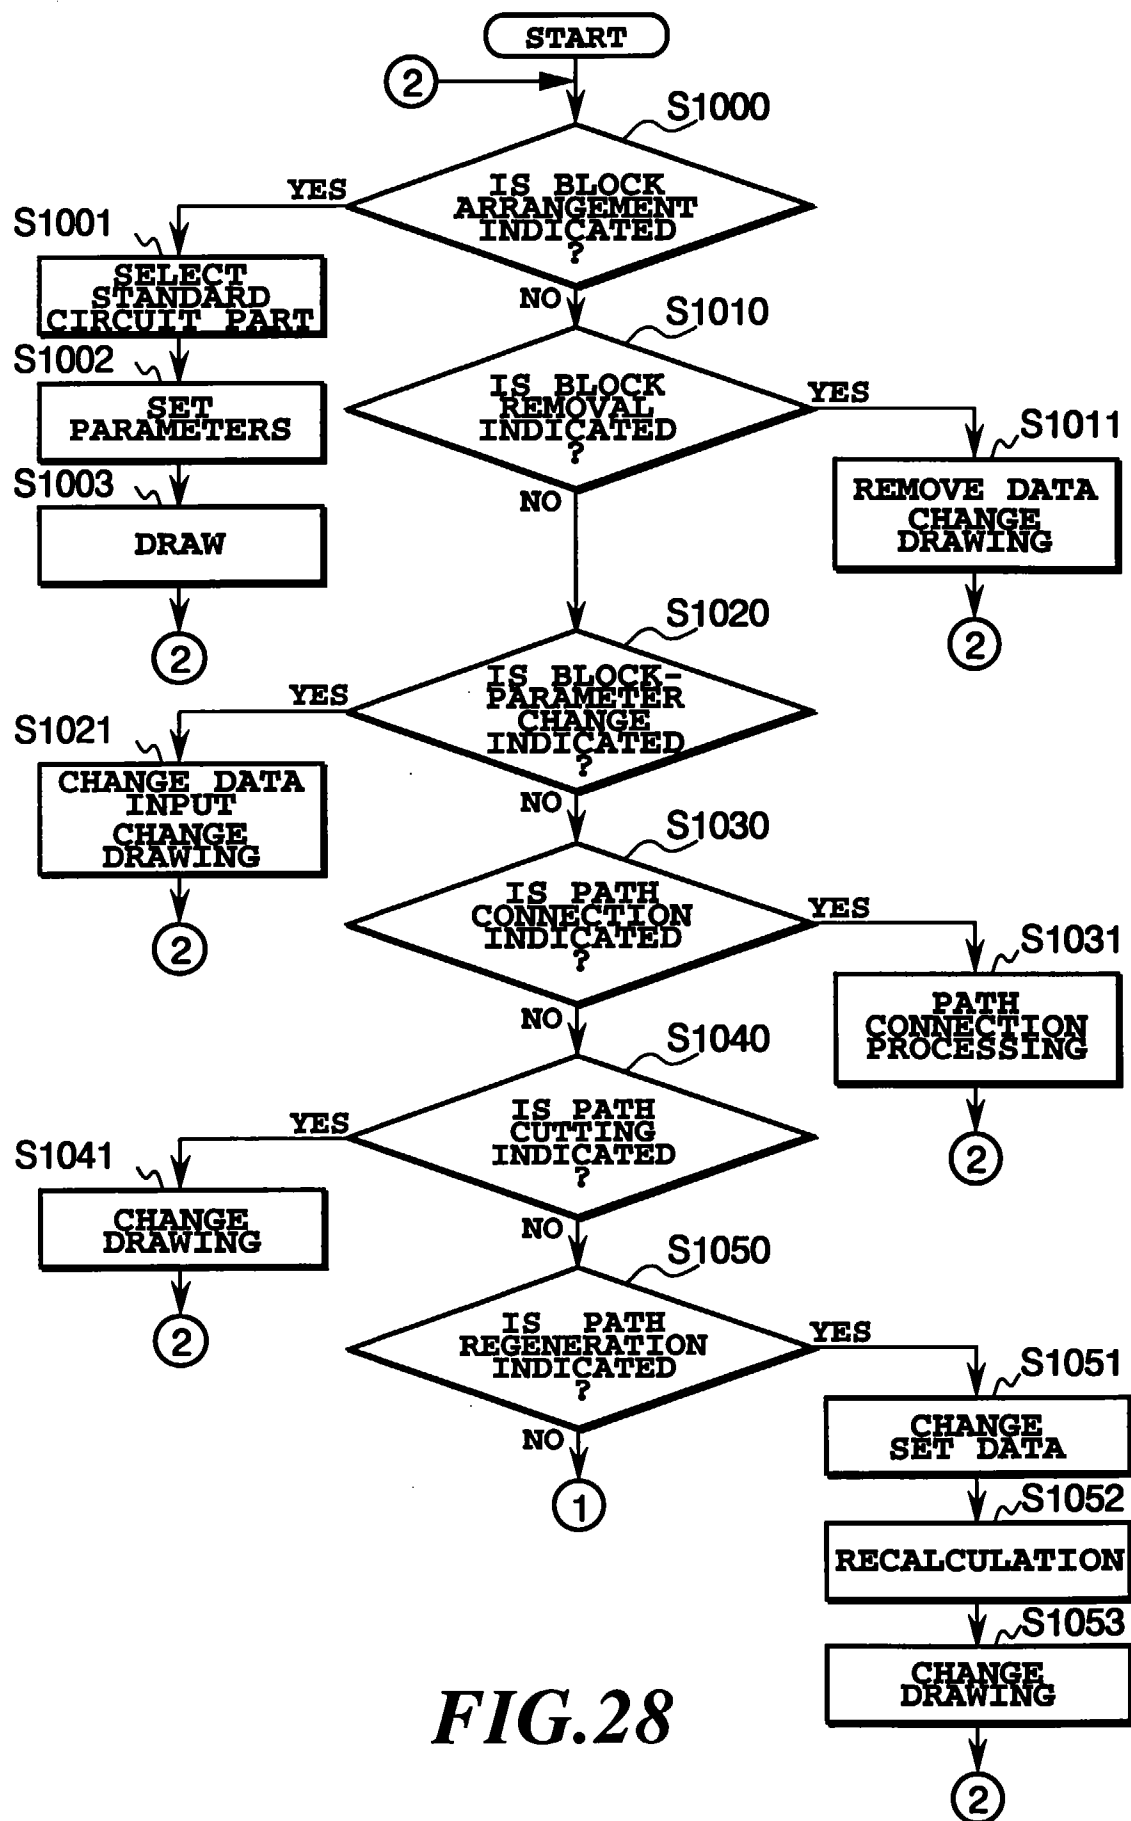 START
2
S1000
IS BLOCK
ARRANGEMENT
INDICATED
?
YES
NO
S1001
SELECT
STANDARD
CIRCUIT PART
S1002
SET
PARAMETERS
S1003
DRAW
2
S1010
IS BLOCK
REMOVAL
INDICATED
?
YES
NO
S1011
REMOVE DATA
CHANGE
DRAWING
2
S1020
IS BLOCK-
PARAMETER
CHANGE
INDICATED
?
YES
NO
S1021
CHANGE DATA
INPUT
CHANGE
DRAWING
2
S1030
IS PATH
CONNECTION
INDICATED
?
YES
NO
S1031
PATH
CONNECTION
PROCESSING
2
S1040
IS PATH
CUTTING
INDICATED
?
YES
NO
S1041
CHANGE
DRAWING
2
S1050
IS PATH
REGENERATION
INDICATED
?
YES
NO
1
S1051
CHANGE
SET DATA
S1052
RECALCULATION
S1053
CHANGE
DRAWING
2
FIG.28